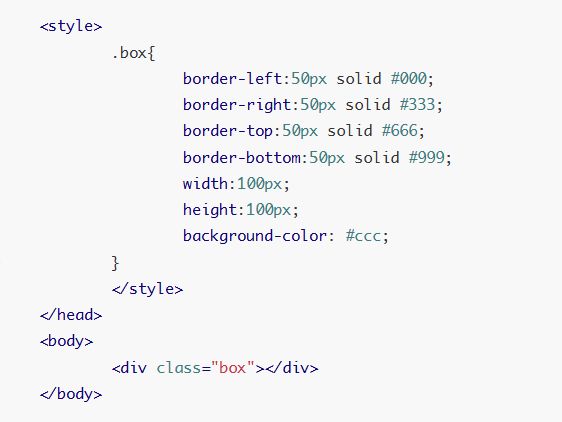 <style>
.box{
border-left:50px solid #000;
border-right:50px solid #333;
border-top:50px solid #666;
border-bottom:50px solid #999;
width:100px;
height:100px;
background-color: #ccc;
}
</style>
</head>
<body>
<div class="box"></div>
</body>